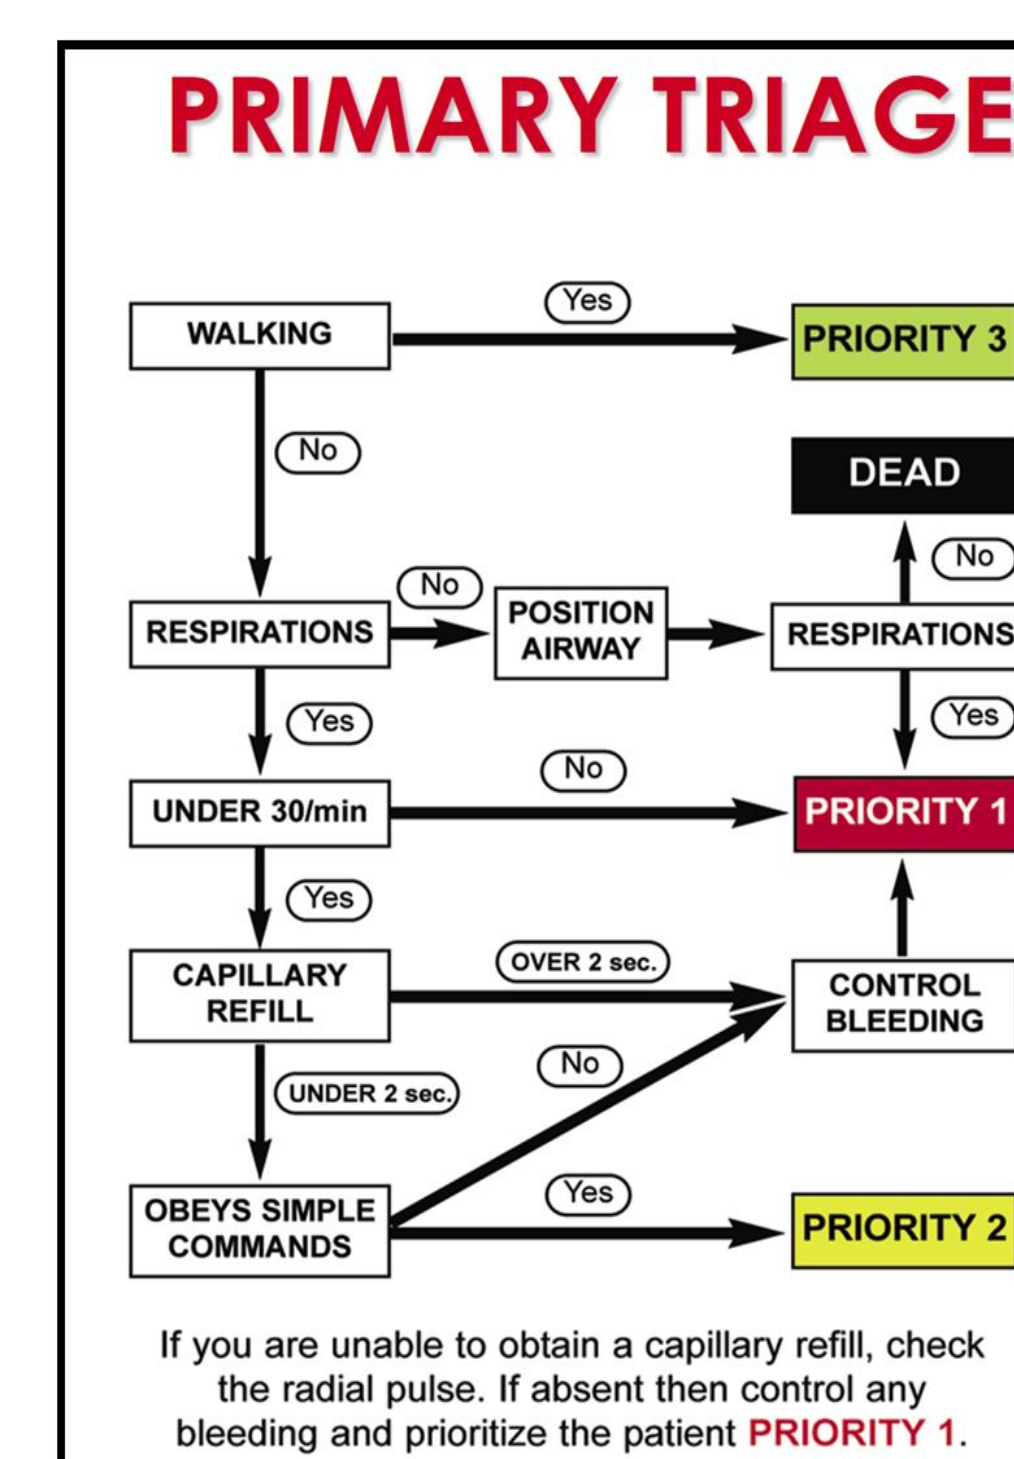 PRIMARY TRIAGE
WALKING
Yes
PRIORITY 3
No
DEAD
No
RESPIRATIONS
No
POSITION
AIRWAY
RESPIRATIONS
Yes
Yes
UNDER 30/min
No
PRIORITY 1
Yes
CAPILLARY
REFILL
OVER 2 sec.
CONTROL
BLEEDING
No
UNDER 2 sec.
OBEYS SIMPLE
COMMANDS
Yes
PRIORITY 2
If you are unable to obtain a capillary refill, check
the radial pulse. If absent then control any
bleeding and prioritize the patient PRIORITY 1.